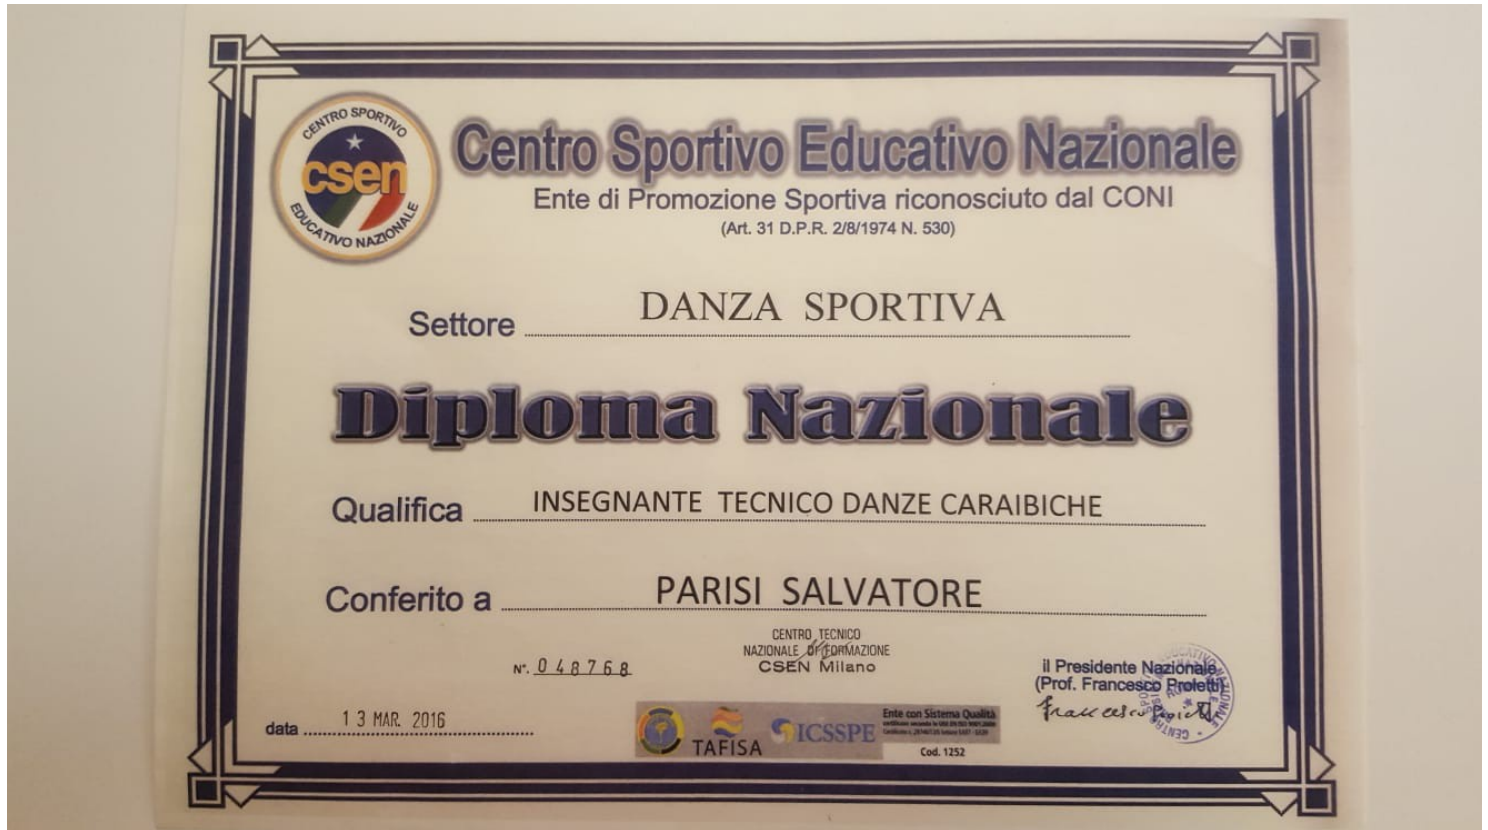 CENTRO SPORTIVO
csen
EDUCATIVO NAZIONALE
Centro Sportivo Educativo Nazionale
Ente di Promozione Sportiva riconosciuto dal CONI
(Art. 31 D.P.R. 2/8/1974 N. 530)
Settore DANZA SPORTIVA
Diploma Nazionale
Qualifica INSEGNANTE TECNICO DANZE CARAIBICHE
Conferito a PARISI SALVATORE
CENTRO TECNICO
NAZIONALE DI FORMAZIONE
CSEN Milano
N°. 048768
il Presidente Nazionale
(Prof. Francesco Proietti)
Francesco Proietti
data 13 MAR. 2016
TAFISA
ICSSPE
Ente con Sistema Qualità
Cod. 1252